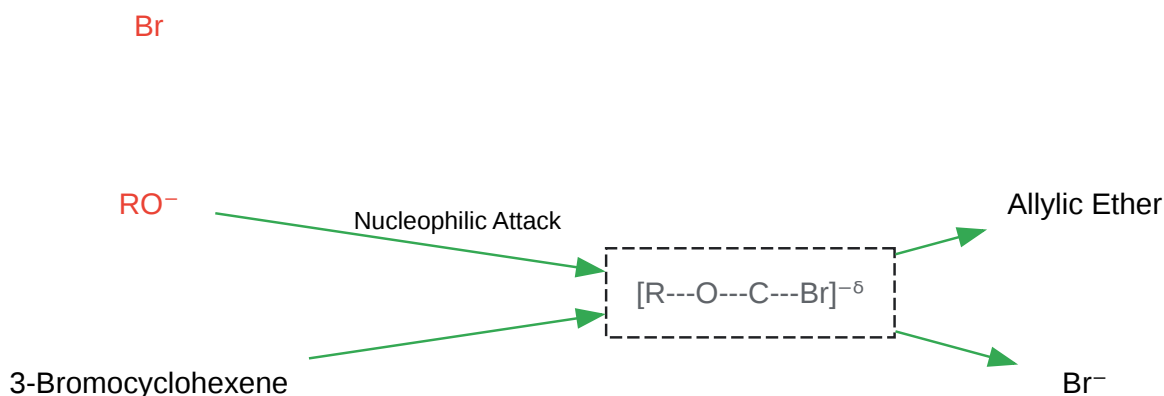 Br
RO⁻
Nucleophilic Attack
Allylic Ether
[R---O---C---Br]⁻ᵟ
3-Bromocyclohexene
Br⁻